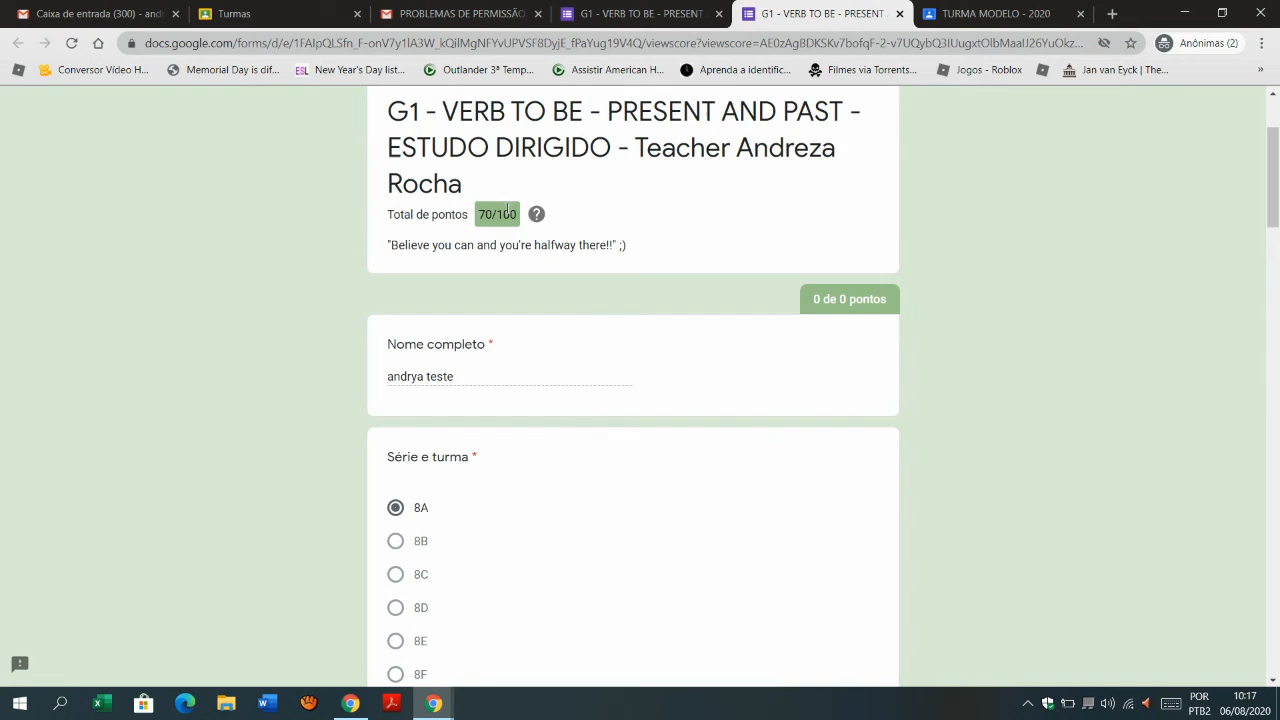 Caixa de entrada (300) - andr
Turmas
PROBLEMAS DE PERMISSÃO
G1 - VERB TO BE - PRESENT
G1 - VERB TO BE - PRESENT
TURMA MODELO - 2020
docs.google.com/forms/d/e/1FAIpQLSfn_F-onV7y1lA3W_kQilMqNFYvUPVSF8DyjE_fPaYug19V4Q/viewscore?viewscore=AE0zAgBDKSKv7bofqF-2-v7UQybQ3IUugxtOlbMaalJ26YuOkz...
Anônimas (2)
Conversor Vídeo H...
Memorial Day is dif...
ESL
New Year's Day list...
Outlander 3ª Temp...
Assistir American H...
Aprenda a identific...
Filmes via Torrents...
Jogos - Roblox
Jan van Eyck | The...
»
G1 - VERB TO BE - PRESENT AND PAST -
ESTUDO DIRIGIDO - Teacher Andreza
Rocha
Total de pontos 70/100 ?
"Believe you can and you're halfway there!!" ;)
0 de 0 pontos
Nome completo *
andrya teste
Série e turma *
8A
8B
8C
8D
8E
8F
POR
PTB2
10:17
06/08/2020